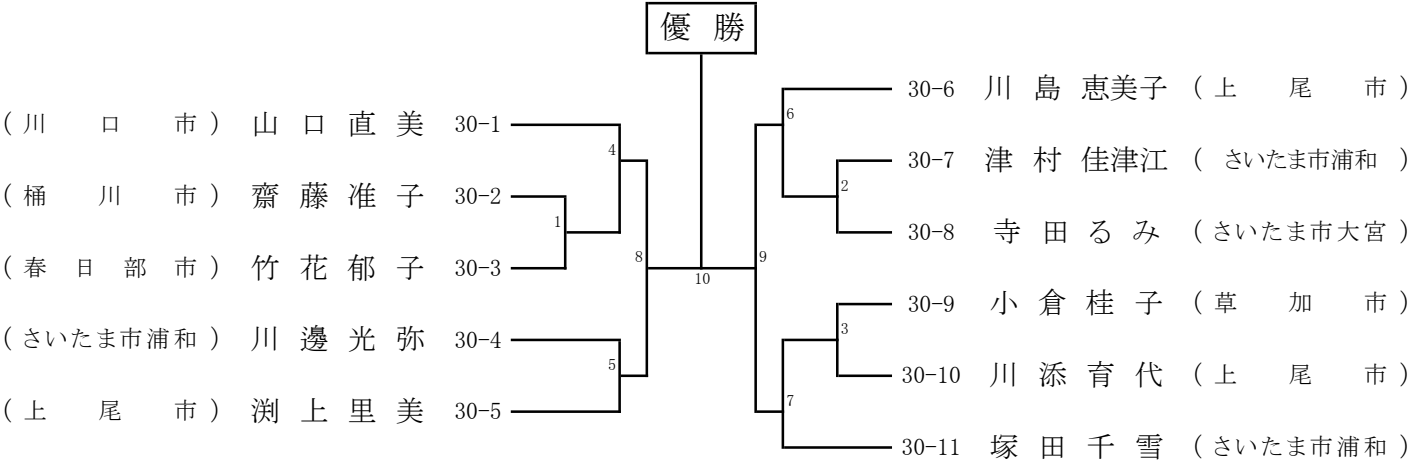 優勝
(川口市) 山口直美 30-1
(桶川市) 齋藤准子 30-2
(春日部市) 竹花郁子 30-3
(さいたま市浦和) 川邊光弥 30-4
(上尾市) 渕上里美 30-5
4
1
8
5
10
9
6
2
3
7
30-6 川島恵美子 (上尾市)
30-7 津村佳津江 (さいたま市浦和)
30-8 寺田るみ (さいたま市大宮)
30-9 小倉桂子 (草加市)
30-10 川添育代 (上尾市)
30-11 塚田千雪 (さいたま市浦和)